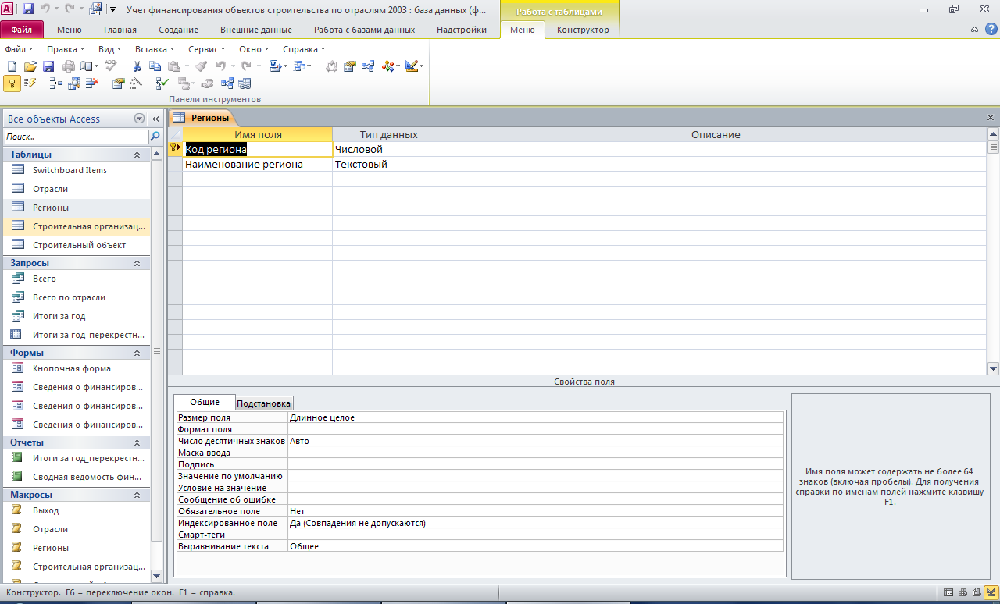 Учет финансирования объектов строительства по отраслям 2003 : база данных (ф...
Работа с таблицами
Файл Меню Главная Создание Внешние данные Работа с базами данных Надстройки Меню Конструктор
Файл Правка Вид Вставка Сервис Окно Справка
Панели инструментов
Все объекты Access
Поиск...
Таблицы
Switchboard Items
Отрасли
Регионы
Строительная организац...
Строительный объект
Запросы
Всего
Всего по отрасли
Итоги за год
Итоги за год_перекрестн...
Формы
Кнопочная форма
Сведения о финансиров...
Сведения о финансиров...
Сведения о финансиров...
Отчеты
Итоги за год_перекрестн...
Сводная ведомость фин...
Макросы
Выход
Отрасли
Регионы
Строительная организац...
Регионы
Имя поля Тип данных Описание
Код региона Числовой
Наименование региона Текстовый
Свойства поля
Общие Подстановка
Размер поля Длинное целое
Формат поля
Число десятичных знаков Авто
Маска ввода
Подпись
Значение по умолчанию
Условие на значение
Сообщение об ошибке
Обязательное поле Нет
Индексированное поле Да (Совпадения не допускаются)
Смарт-теги
Выравнивание текста Общее
Имя поля может содержать не более 64
знаков (включая пробелы). Для получения
справки по именам полей нажмите клавишу
F1.
Конструктор. F6 = переключение окон. F1 = справка.